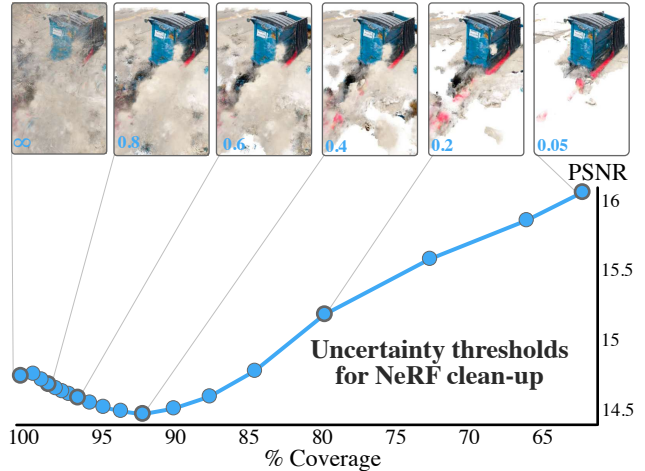 ∞
0.8
0.6
0.4
0.2
0.05
PSNR
16
15.5
15
14.5
Uncertainty thresholds
for NeRF clean-up
100 95 90 85 80 75 70 65
% Coverage